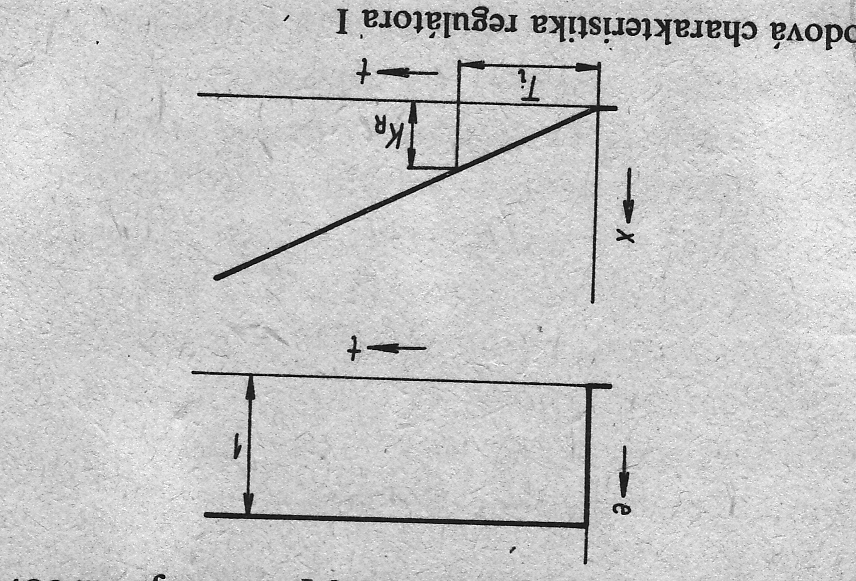 e
1
t
x
K_R
T_i
t
odová charakteristika regulátora I